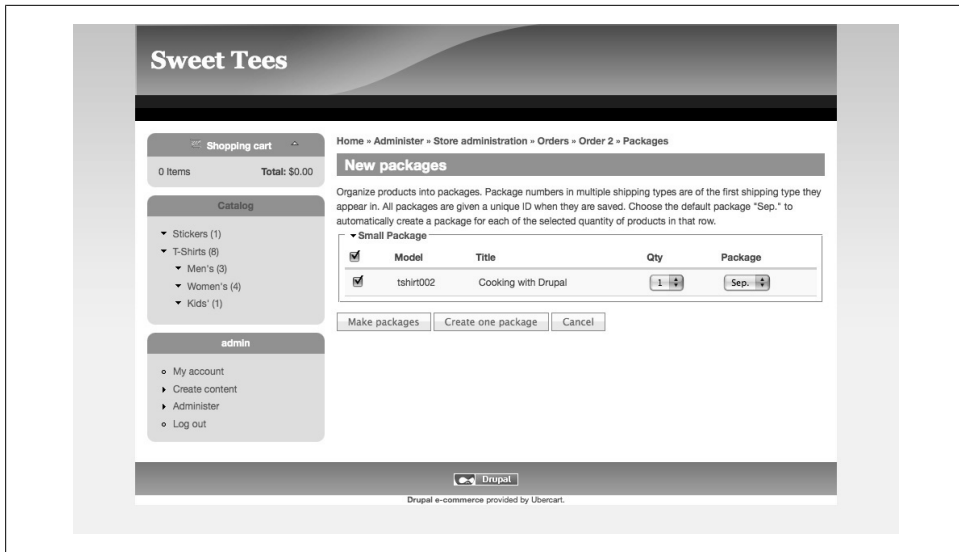 Sweet Tees
Shopping cart
0 Items Total: $0.00
Catalog
Stickers (1)
T-Shirts (8)
Men's (3)
Women's (4)
Kids' (1)
admin
My account
Create content
Administer
Log out
Home » Administer » Store administration » Orders » Order 2 » Packages
New packages
Organize products into packages. Package numbers in multiple shipping types are of the first shipping type they
appear in. All packages are given a unique ID when they are saved. Choose the default package "Sep." to
automatically create a package for each of the selected quantity of products in that row.
Small Package
Model Title Qty Package
tshirt002 Cooking with Drupal 1 Sep.
Make packages Create one package Cancel
Drupal
Drupal e-commerce provided by Ubercart.